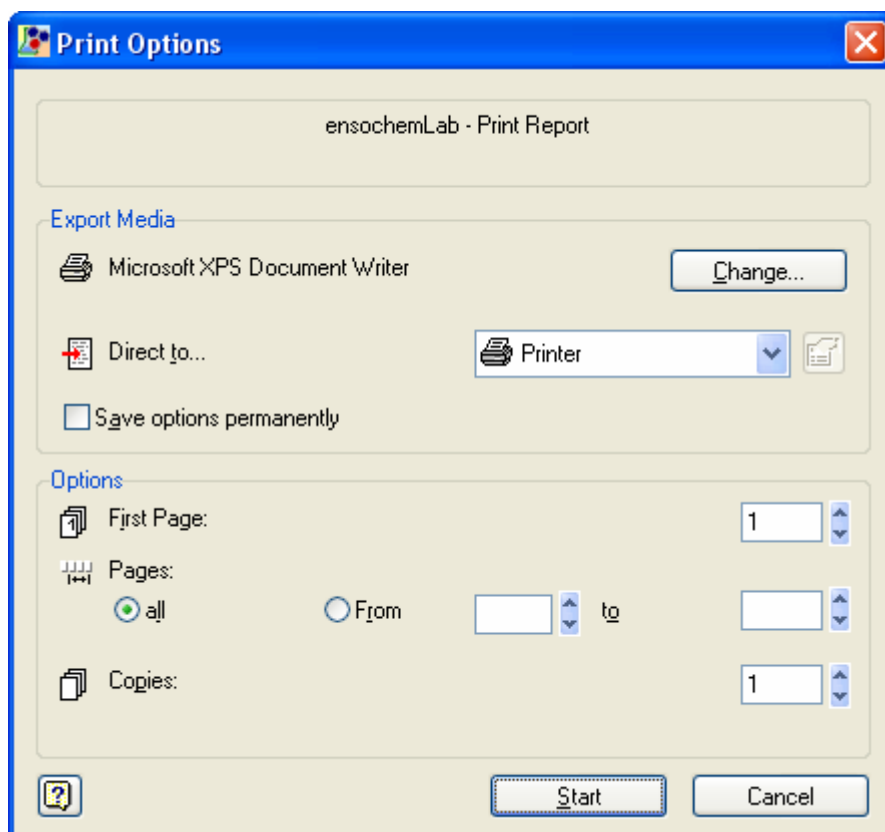 Print Options
ensochemLab - Print Report
Export Media
Microsoft XPS Document Writer Change...
Direct to... Printer
Save options permanently
Options
First Page: 1
Pages:
all From to
Copies: 1
Start Cancel